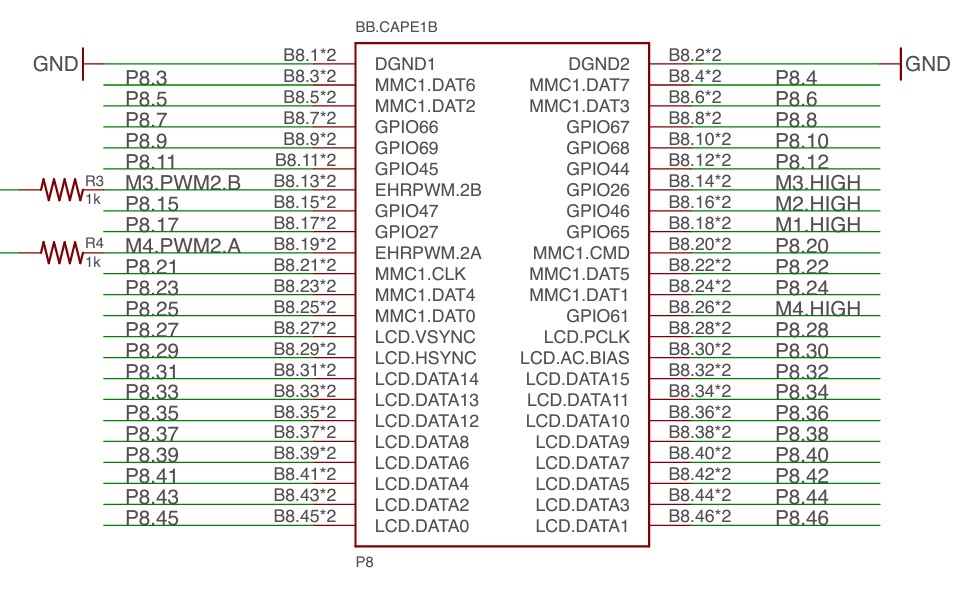 BB.CAPE1B
GND B8.1*2 DGND1 DGND2 B8.2*2 GND
P8.3 B8.3*2 MMC1.DAT6 MMC1.DAT7 B8.4*2 P8.4
P8.5 B8.5*2 MMC1.DAT2 MMC1.DAT3 B8.6*2 P8.6
P8.7 B8.7*2 GPIO66 GPIO67 B8.8*2 P8.8
P8.9 B8.9*2 GPIO69 GPIO68 B8.10*2 P8.10
P8.11 B8.11*2 GPIO45 GPIO44 B8.12*2 P8.12
R3 1k M3.PWM2.B B8.13*2 EHRPWM.2B GPIO26 B8.14*2 M3.HIGH
P8.15 B8.15*2 GPIO47 GPIO46 B8.16*2 M2.HIGH
P8.17 B8.17*2 GPIO27 GPIO65 B8.18*2 M1.HIGH
R4 1k M4.PWM2.A B8.19*2 EHRPWM.2A MMC1.CMD B8.20*2 P8.20
P8.21 B8.21*2 MMC1.CLK MMC1.DAT5 B8.22*2 P8.22
P8.23 B8.23*2 MMC1.DAT4 MMC1.DAT1 B8.24*2 P8.24
P8.25 B8.25*2 MMC1.DAT0 GPIO61 B8.26*2 M4.HIGH
P8.27 B8.27*2 LCD.VSYNC LCD.PCLK B8.28*2 P8.28
P8.29 B8.29*2 LCD.HSYNC LCD.AC.BIAS B8.30*2 P8.30
P8.31 B8.31*2 LCD.DATA14 LCD.DATA15 B8.32*2 P8.32
P8.33 B8.33*2 LCD.DATA13 LCD.DATA11 B8.34*2 P8.34
P8.35 B8.35*2 LCD.DATA12 LCD.DATA10 B8.36*2 P8.36
P8.37 B8.37*2 LCD.DATA8 LCD.DATA9 B8.38*2 P8.38
P8.39 B8.39*2 LCD.DATA6 LCD.DATA7 B8.40*2 P8.40
P8.41 B8.41*2 LCD.DATA4 LCD.DATA5 B8.42*2 P8.42
P8.43 B8.43*2 LCD.DATA2 LCD.DATA3 B8.44*2 P8.44
P8.45 B8.45*2 LCD.DATA0 LCD.DATA1 B8.46*2 P8.46
P8